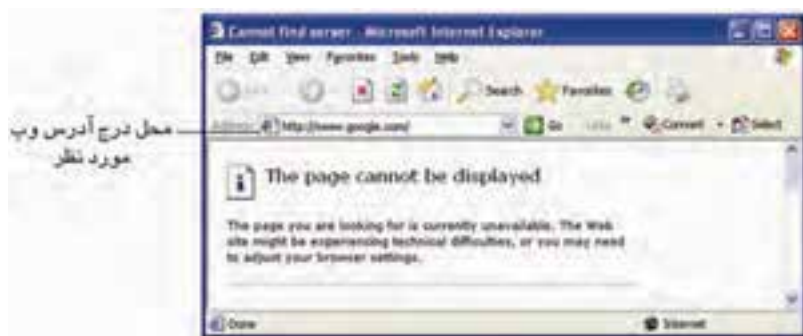 Cannot find server - Microsoft Internet Explorer
File Edit View Favorites Tools Help
Search Favorites
Address http://www.google.com/ Go Links » Convert Select
محل درج آدرس وب
مورد نظر
The page cannot be displayed
The page you are looking for is currently unavailable. The Web
site might be experiencing technical difficulties, or you may need
to adjust your browser settings.
Done Internet